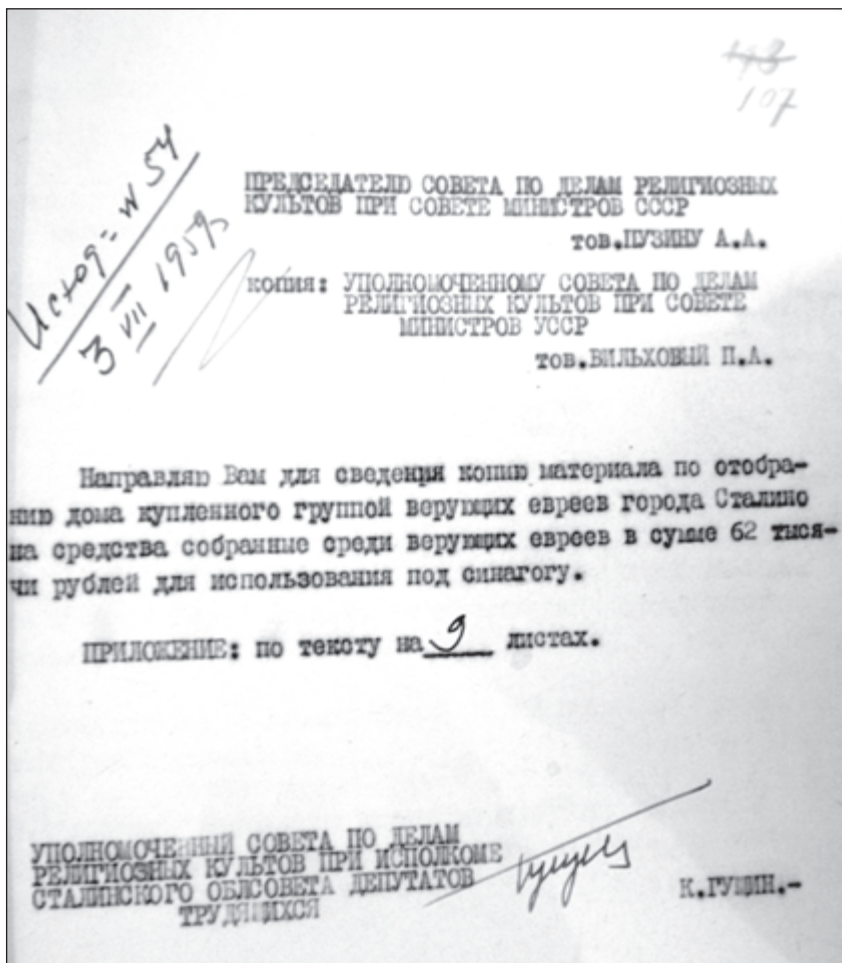 193
107
Исход= № 54
3 VII 1959г.
ПРЕДСЕДАТЕЛЮ СОВЕТА ПО ДЕЛАМ РЕЛИГИОЗНЫХ
КУЛЬТОВ ПРИ СОВЕТЕ МИНИСТРОВ СССР
тов.ПУЗИНУ А.А.
копия: УПОЛНОМОЧЕННОМУ СОВЕТА ПО ДЕЛАМ
РЕЛИГИОЗНЫХ КУЛЬТОВ ПРИ СОВЕТЕ
МИНИСТРОВ УССР
тов.ВИЛЬХОВЫЙ П.А.
Направляю Вам для сведения копию материала по отобра-
нию дома купленного группой верующих евреев города Сталино
на средства собранные среди верующих евреев в сумме 62 тыся-
чи рублей для использования под синагогу.
ПРИЛОЖЕНИЕ: по тексту на 9 листах.
УПОЛНОМОЧЕННЫЙ СОВЕТА ПО ДЕЛАМ
РЕЛИГИОЗНЫХ КУЛЬТОВ ПРИ ИСПОЛКОМЕ
СТАЛИНСКОГО ОБЛСОВЕТА ДЕПУТАТОВ
ТРУДЯЩИХСЯ
К.ГУЩИН.-